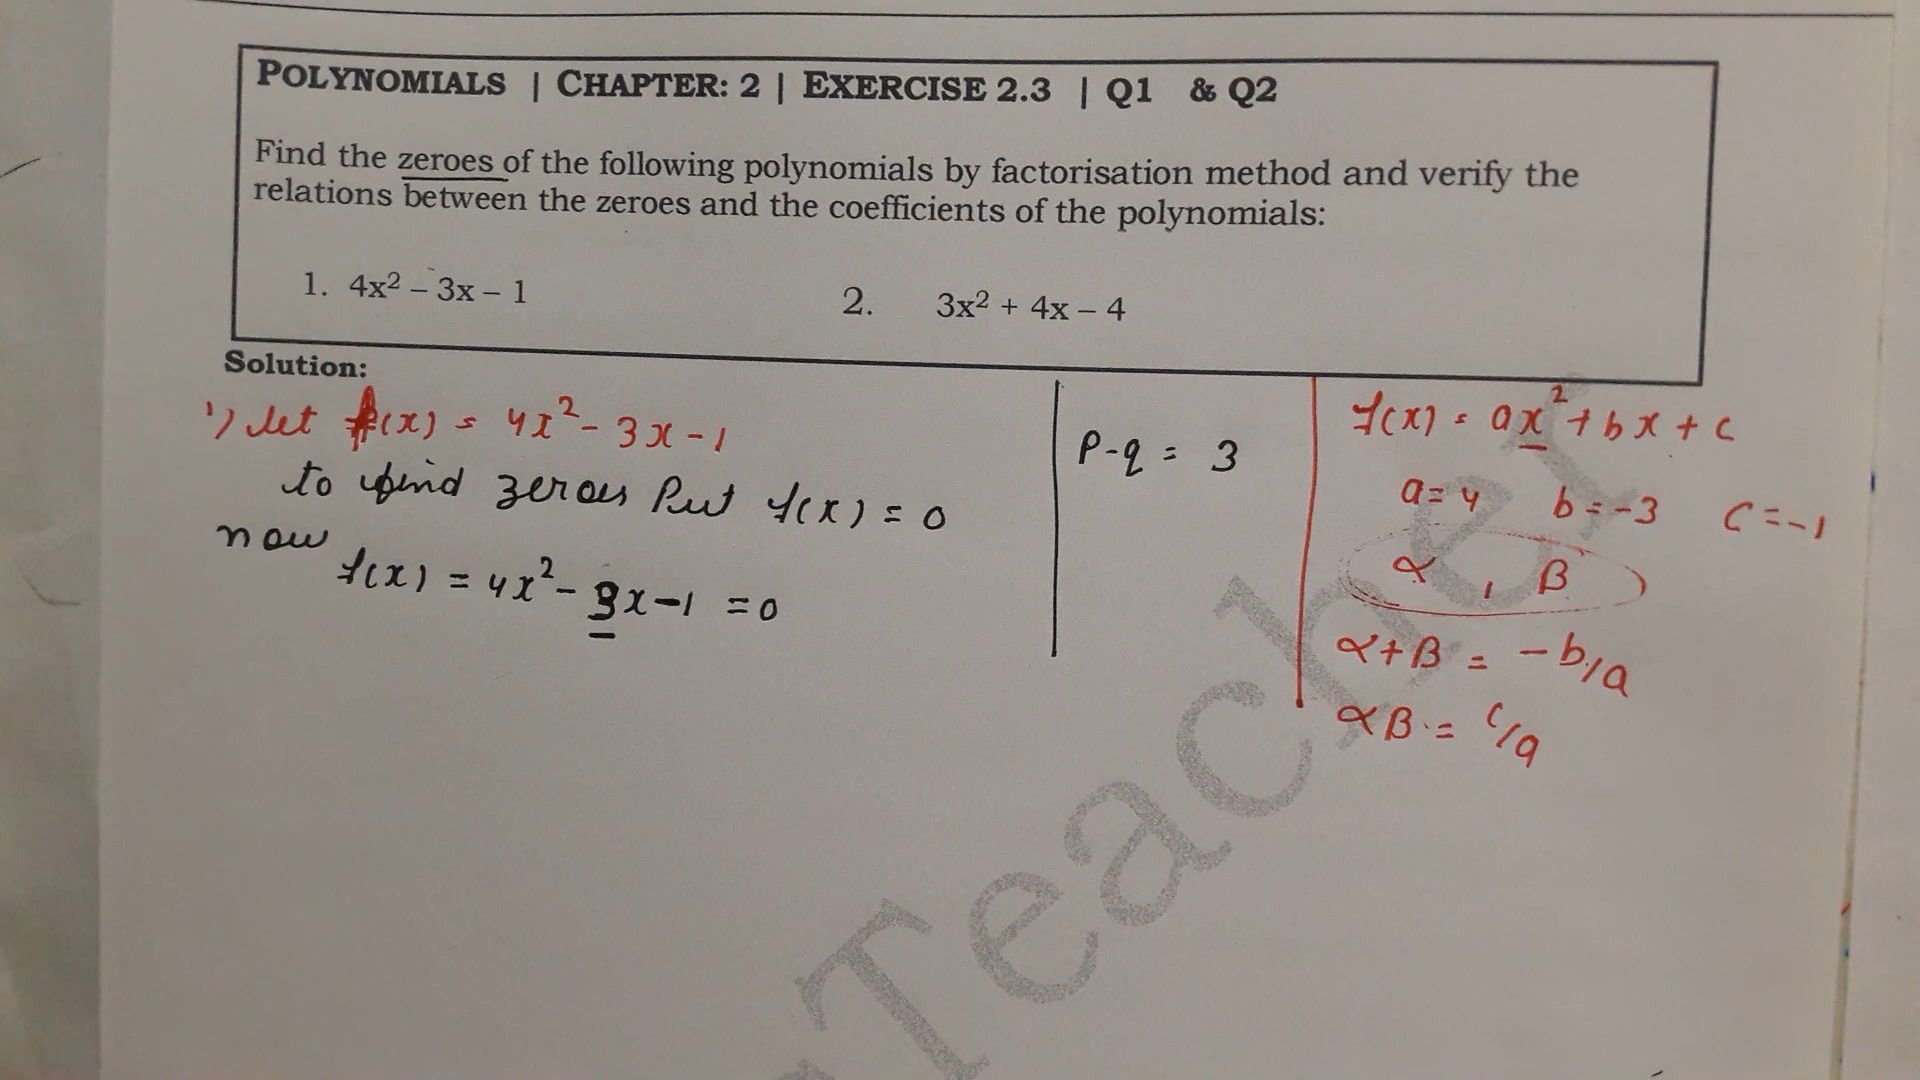 POLYNOMIALS | CHAPTER: 2 | EXERCISE 2.3 | Q1 & Q2
Find the zeroes of the following polynomials by factorisation method and verify the
relations between the zeroes and the coefficients of the polynomials:
1. 4x² – 3x – 1
2. 3x² + 4x – 4
Solution:
1) let f(x) = 4x² - 3x - 1
to find zeroes Put f(x) = 0
now
f(x) = 4x² - 3x - 1 = 0
P - q = 3
f(x) = ax² + bx + c
a = 4 b = -3 c = -1
α , β
α + β = -b/a
αβ = c/a
Teacher